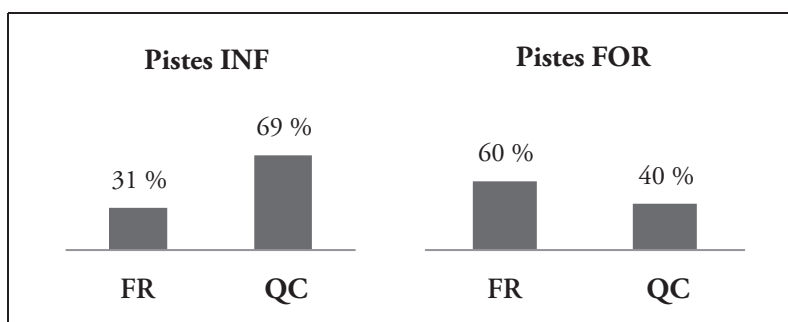 Pistes INF
31 %
69 %
FR
QC
Pistes FOR
60 %
40 %
FR
QC